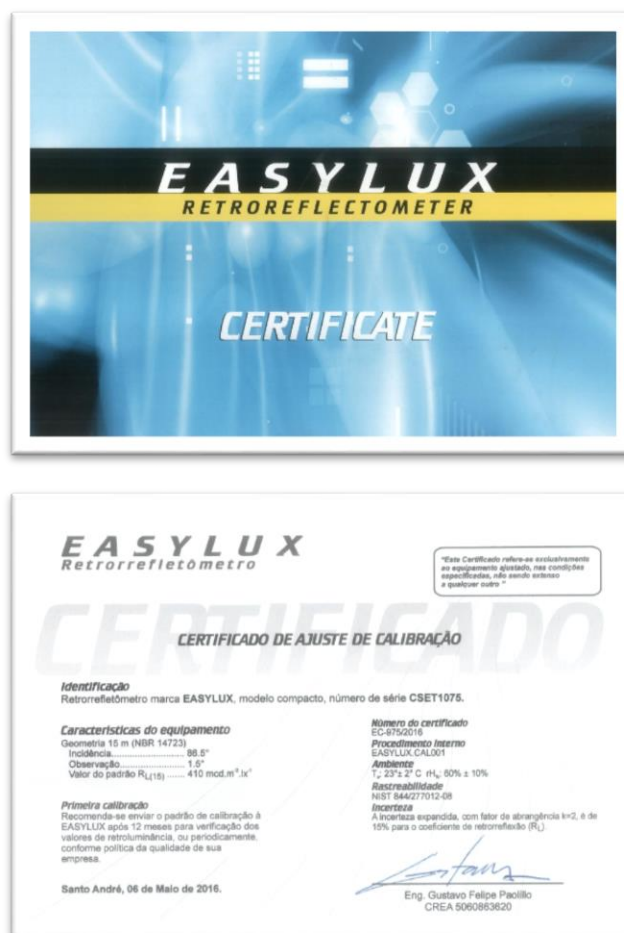 EASYLUX
RETROREFLECTOMETER
CERTIFICATE
EASYLUX
Retrorrefletômetro
"Este Certificado refere-se exclusivamente
ao equipamento ajustado, nas condições
especificadas, não sendo extenso
a qualquer outro "
CERTIFICADO
CERTIFICADO DE AJUSTE DE CALIBRAÇÃO
Identificação
Retrorrefletômetro marca EASYLUX, modelo compacto, número de série CSET1075.
Características do equipamento
Geometria 15 m (NBR 14723)
Incidência........................ 86.5°
Observação.................... 1.5°
Valor do padrão RL(15) ...... 410 mcd.m⁻².lx⁻¹
Primeira calibração
Recomenda-se enviar o padrão de calibração à
EASYLUX após 12 meses para verificação dos
valores de retroluminância, ou periodicamente,
conforme política da qualidade de sua
empresa.
Santo André, 06 de Maio de 2016.
Número do certificado
EC-975/2016
Procedimento Interno
EASYLUX.CAL001
Ambiente
Tₐ: 23°± 2° C rHₐ: 60% ± 10%
Rastreabilidade
NIST 844/277012-08
Incerteza
A incerteza expandida, com fator de abrangência k=2, é de
15% para o coeficiente de retrorreflexão (RL).
Eng. Gustavo Felipe Paolillo
CREA 5060863620